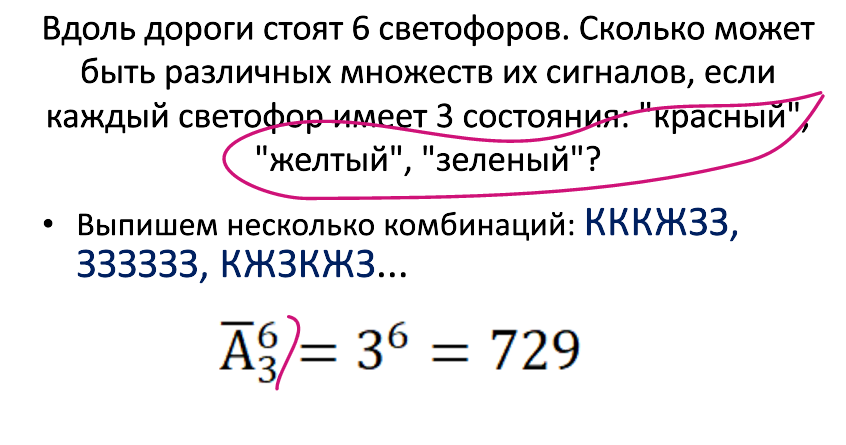 Вдоль дороги стоят 6 светофоров. Сколько может
быть различных множеств их сигналов, если
каждый светофор имеет 3 состояния: "красный",
"желтый", "зеленый"?
• Выпишем несколько комбинаций: КККЖЗЗ,
ЗЗЗЗЗЗ, КЖЗКЖЗ...
A̅₃⁶ = 3⁶ = 729